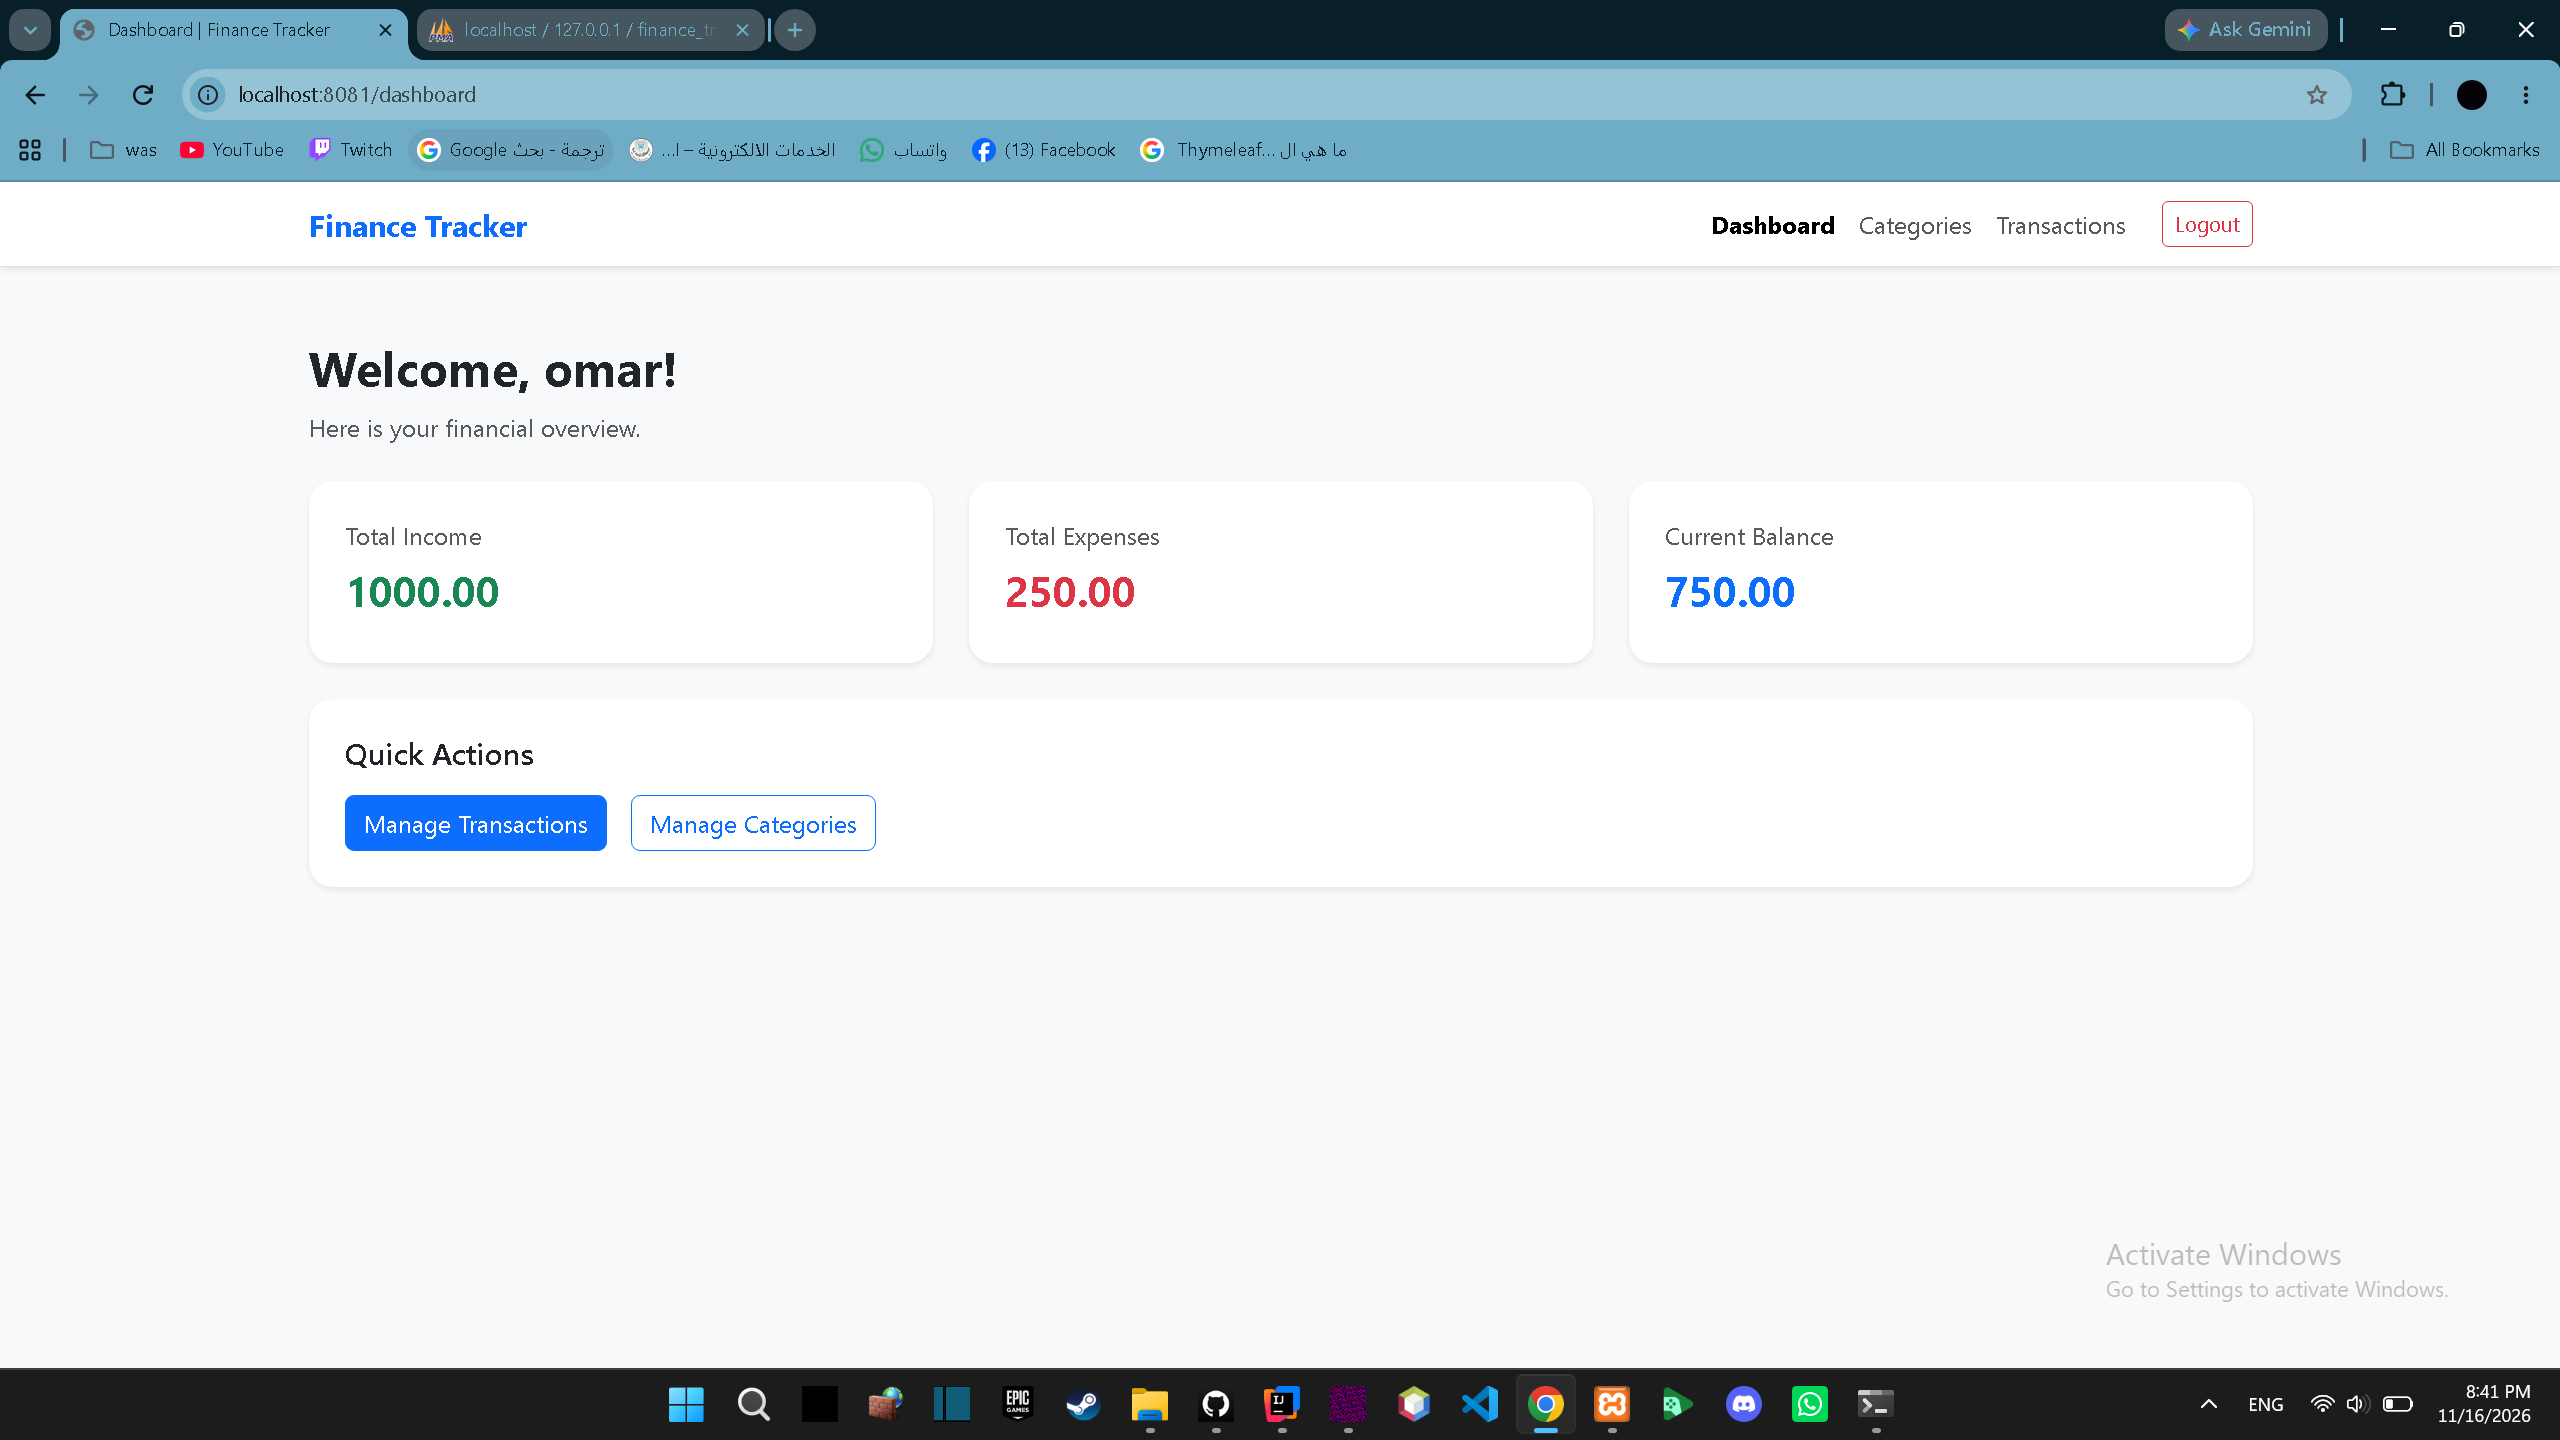 Dashboard | Finance Tracker
localhost / 127.0.0.1 / finance_tr
Ask Gemini
localhost:8081/dashboard
was
YouTube
Twitch
ترجمة - بحث Google
الخدمات الالكترونية – ا...
واتساب
(13) Facebook
ما هي ال ...Thymeleaf
All Bookmarks
Finance Tracker
Dashboard
Categories
Transactions
Logout
Welcome, omar!
Here is your financial overview.
Total Income
1000.00
Total Expenses
250.00
Current Balance
750.00
Quick Actions
Manage Transactions
Manage Categories
Activate Windows
Go to Settings to activate Windows.
EPIC GAMES
ENG
8:41 PM
11/16/2026